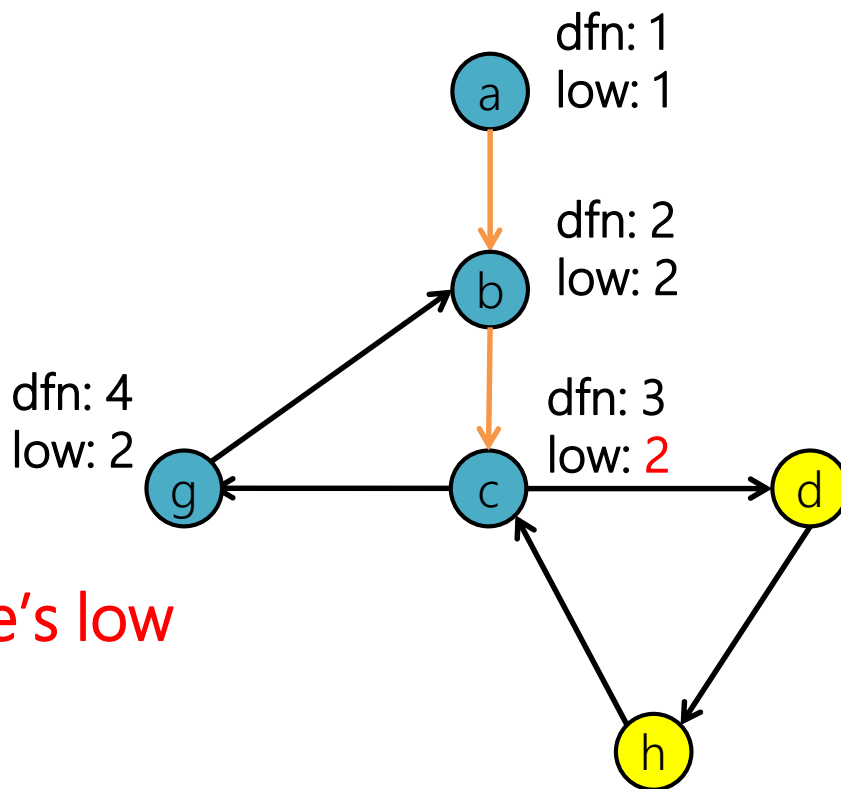 dfn: 1
low: 1
a
dfn: 2
low: 2
b
dfn: 4
low: 2
dfn: 3
low: 2
g
c
d
e's low
h